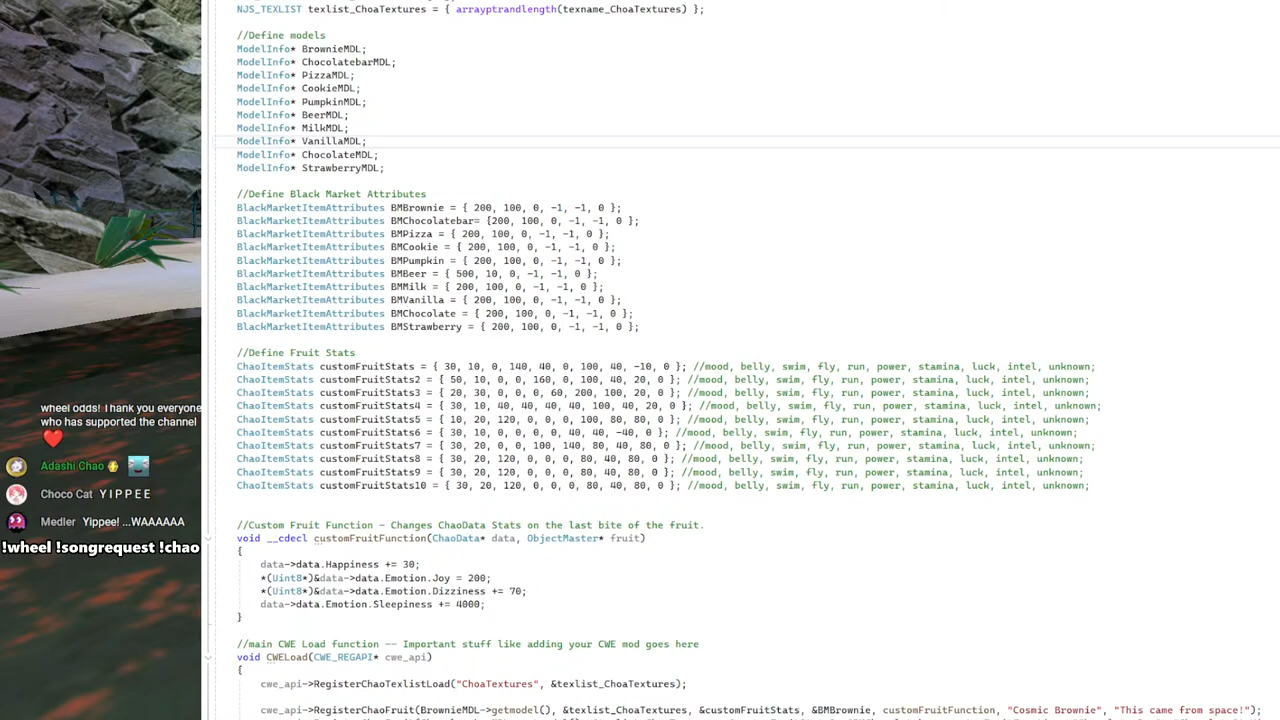 NJS_TEXLIST texlist_ChoaTextures = { arrayptrandlength(texname_ChoaTextures) };
//Define models
ModelInfo* BrownieMDL;
ModelInfo* ChocolatebarMDL;
ModelInfo* PizzaMDL;
ModelInfo* CookieMDL;
ModelInfo* PumpkinMDL;
ModelInfo* BeerMDL;
ModelInfo* MilkMDL;
ModelInfo* VanillaMDL;
ModelInfo* ChocolateMDL;
ModelInfo* StrawberryMDL;
//Define Black Market Attributes
BlackMarketItemAttributes BMBrownie = { 200, 100, 0, -1, -1, 0 };
BlackMarketItemAttributes BMChocolatebar= {200, 100, 0, -1, -1, 0 };
BlackMarketItemAttributes BMPizza = { 200, 100, 0, -1, -1, 0 };
BlackMarketItemAttributes BMCookie = { 200, 100, 0, -1, -1, 0 };
BlackMarketItemAttributes BMPumpkin = { 200, 100, 0, -1, -1, 0 };
BlackMarketItemAttributes BMBeer = { 500, 10, 0, -1, -1, 0 };
BlackMarketItemAttributes BMMilk = { 200, 100, 0, -1, -1, 0 };
BlackMarketItemAttributes BMVanilla = { 200, 100, 0, -1, -1, 0 };
BlackMarketItemAttributes BMChocolate = { 200, 100, 0, -1, -1, 0 };
BlackMarketItemAttributes BMStrawberry = { 200, 100, 0, -1, -1, 0 };
//Define Fruit Stats
ChaoItemStats customFruitStats = { 30, 10, 0, 140, 40, 0, 100, 40, -10, 0 }; //mood, belly, swim, fly, run, power, stamina, luck, intel, unknown;
ChaoItemStats customFruitStats2 = { 50, 10, 0, 0, 160, 0, 100, 40, 20, 0 }; //mood, belly, swim, fly, run, power, stamina, luck, intel, unknown;
ChaoItemStats customFruitStats3 = { 20, 30, 0, 0, 0, 60, 200, 100, 20, 0 }; //mood, belly, swim, fly, run, power, stamina, luck, intel, unknown;
ChaoItemStats customFruitStats4 = { 30, 10, 40, 40, 40, 40, 100, 40, 20, 0 }; //mood, belly, swim, fly, run, power, stamina, luck, intel, unknown;
ChaoItemStats customFruitStats5 = { 10, 20, 120, 0, 0, 0, 100, 80, 80, 0 }; //mood, belly, swim, fly, run, power, stamina, luck, intel, unknown;
ChaoItemStats customFruitStats6 = { 30, 10, 0, 0, 0, 0, 40, 40, -40, 0 }; //mood, belly, swim, fly, run, power, stamina, luck, intel, unknown;
ChaoItemStats customFruitStats7 = { 30, 20, 0, 0, 100, 140, 80, 40, 80, 0 }; //mood, belly, swim, fly, run, power, stamina, luck, intel, unknown;
ChaoItemStats customFruitStats8 = { 30, 20, 120, 0, 0, 0, 80, 40, 80, 0 }; //mood, belly, swim, fly, run, power, stamina, luck, intel, unknown;
ChaoItemStats customFruitStats9 = { 30, 20, 120, 0, 0, 0, 80, 40, 80, 0 }; //mood, belly, swim, fly, run, power, stamina, luck, intel, unknown;
ChaoItemStats customFruitStats10 = { 30, 20, 120, 0, 0, 0, 80, 40, 80, 0 }; //mood, belly, swim, fly, run, power, stamina, luck, intel, unknown;
//Custom Fruit Function - Changes ChaoData Stats on the last bite of the fruit.
void __cdecl customFruitFunction(ChaoData* data, ObjectMaster* fruit)
{
data->data.Happiness += 30;
*(Uint8*)&data->data.Emotion.Joy = 200;
*(Uint8*)&data->data.Emotion.Dizziness += 70;
data->data.Emotion.Sleepiness += 4000;
}
//main CWE Load function -- Important stuff like adding your CWE mod goes here
void CWELoad(CWE_REGAPI* cwe_api)
{
cwe_api->RegisterChaoTexlistLoad("ChoaTextures", &texlist_ChoaTextures);
cwe_api->RegisterChaoFruit(BrownieMDL->getmodel(), &texlist_ChoaTextures, &customFruitStats, &BMBrownie, customFruitFunction, "Cosmic Brownie", "This came from space!");
wheel odds! Thank you everyone
who has supported the channel
Adashi Chao
Choco Cat Y I P P E E
Medler Yippee! ...WAAAAAA
!wheel !songrequest !chao